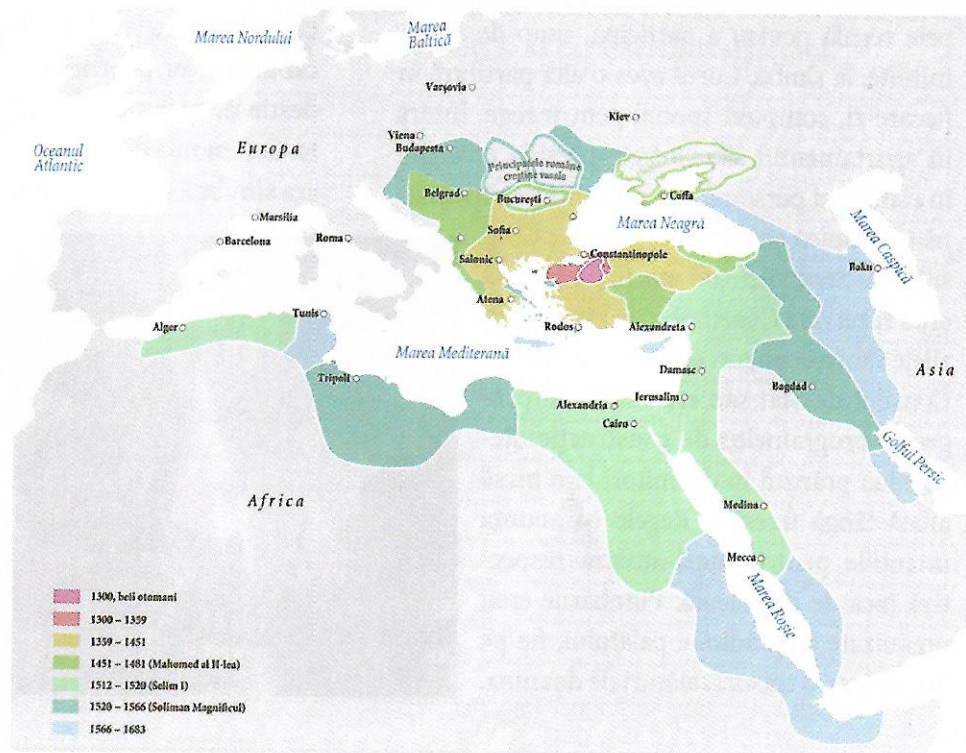 Marea Nordului
Marea
Baltică
Varșovia
Kiev
Oceanul
Atlantic
Europa
Viena
Budapesta
Principatele române
creștine vasale
Belgrad
București
Caffa
Marea Neagră
Marea Caspică
Marsilia
Barcelona
Roma
Sofia
Salonic
Constantinopole
Baku
Atena
Tunis
Alger
Rodos
Alexandreta
Marea Mediterană
Asia
Tripoli
Damasc
Bagdad
Ierusalim
Alexandria
Cairo
Golful Persic
Africa
Medina
Mecca
Marea Roșie
1300, beii otomani
1300 – 1359
1359 – 1451
1451 – 1481 (Mahomed al II-lea)
1512 – 1520 (Selim I)
1520 – 1566 (Soliman Magnificul)
1566 – 1683